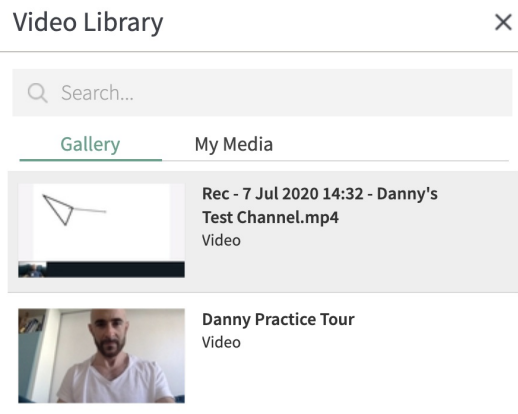 Video Library
Search...
Gallery
My Media
Rec - 7 Jul 2020 14:32 - Danny's
Test Channel.mp4
Video
Danny Practice Tour
Video